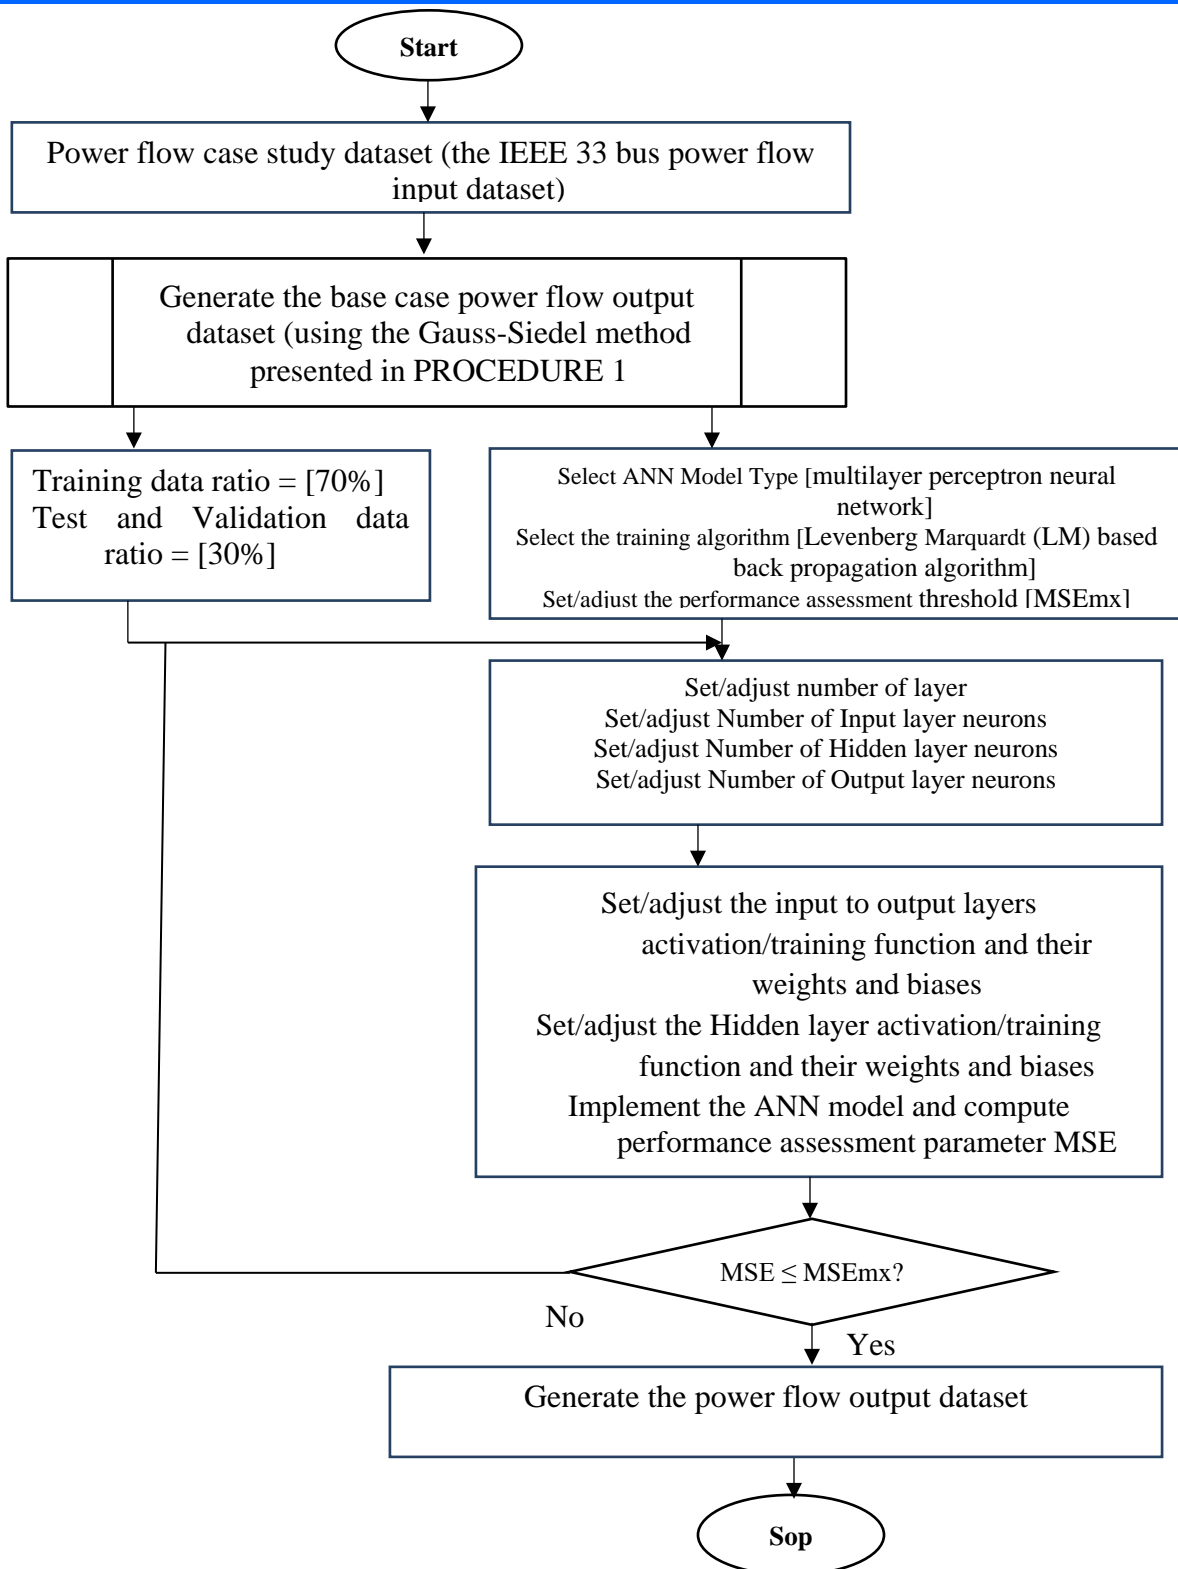 Start
Power flow case study dataset (the IEEE 33 bus power flow
input dataset)
Generate the base case power flow output
dataset (using the Gauss-Siedel method
presented in PROCEDURE 1
Training data ratio = [70%]
Test and Validation data
ratio = [30%]
Select ANN Model Type [multilayer perceptron neural
network]
Select the training algorithm [Levenberg Marquardt (LM) based
back propagation algorithm]
Set/adjust the performance assessment threshold [MSEmx]
Set/adjust number of layer
Set/adjust Number of Input layer neurons
Set/adjust Number of Hidden layer neurons
Set/adjust Number of Output layer neurons
Set/adjust the input to output layers
activation/training function and their
weights and biases
Set/adjust the Hidden layer activation/training
function and their weights and biases
Implement the ANN model and compute
performance assessment parameter MSE
MSE ≤ MSEmx?
No
Yes
Generate the power flow output dataset
Sop